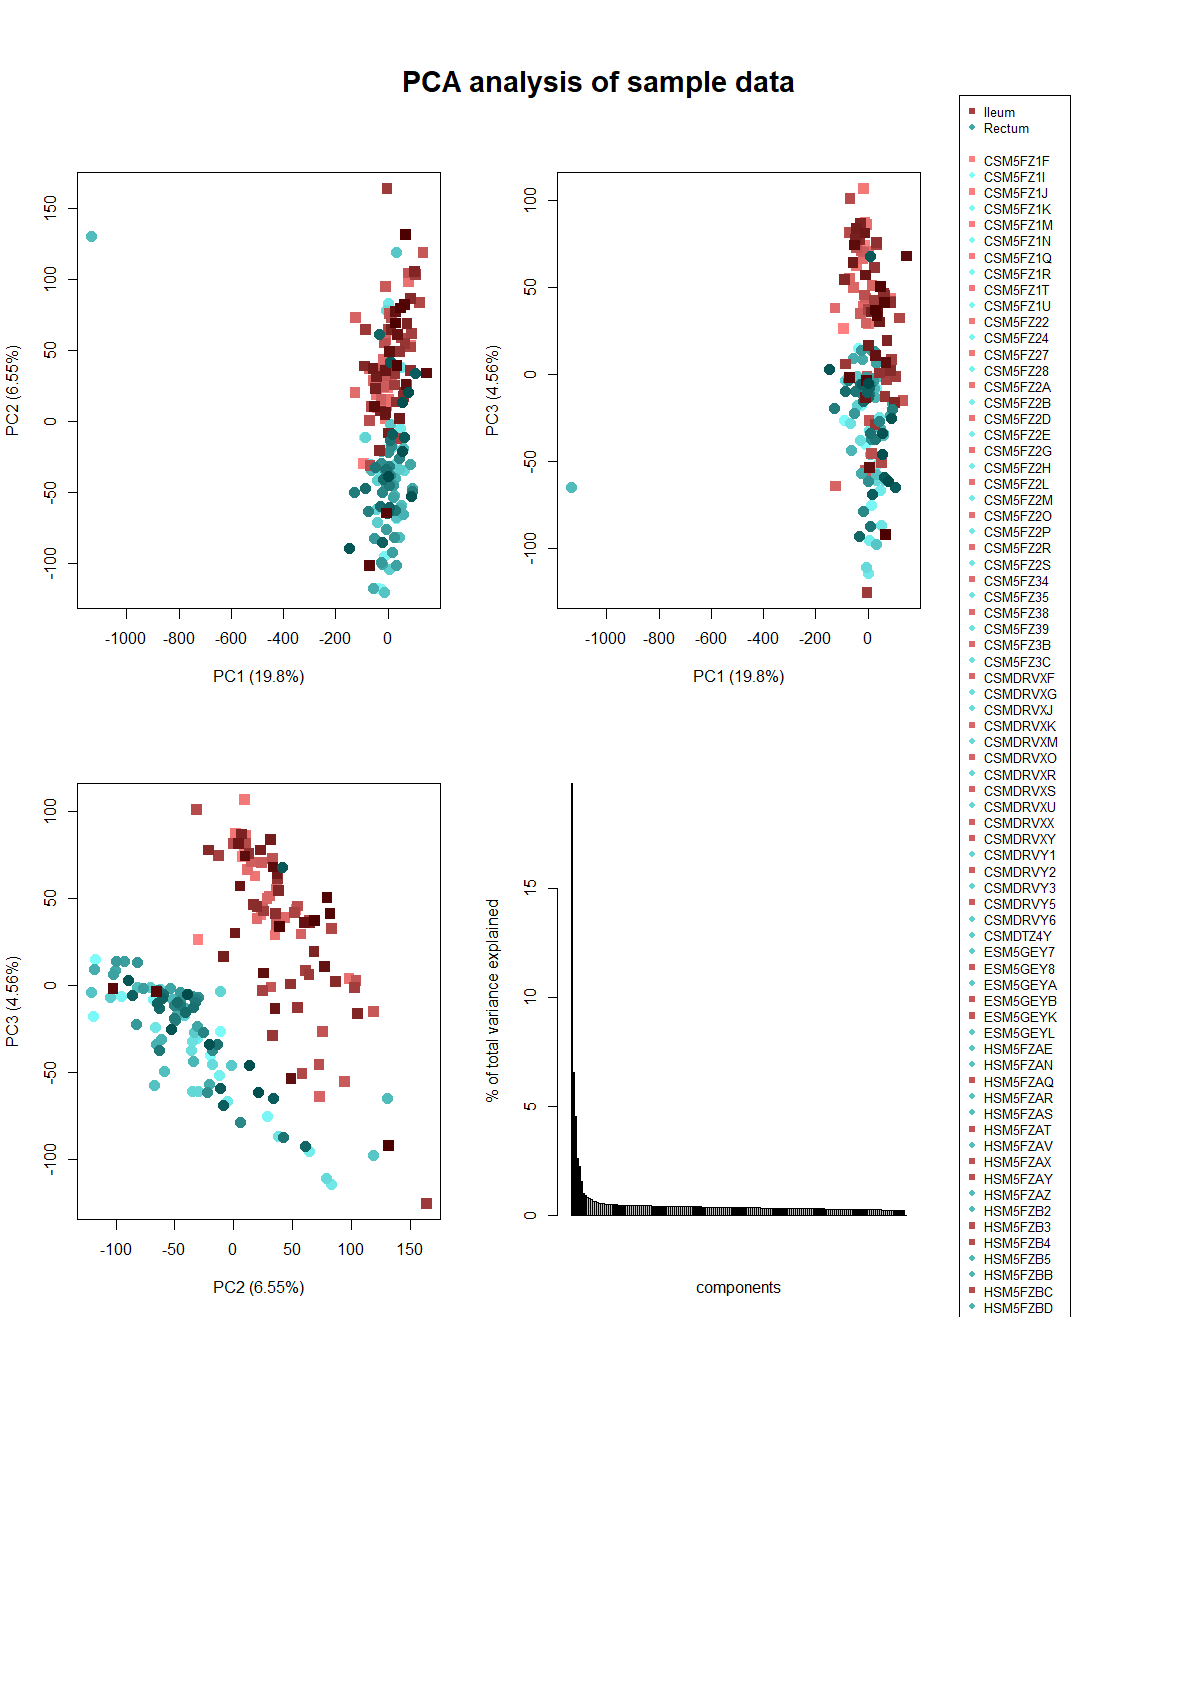 PCA analysis of sample data
150
100
50
0
-50
-100
PC2 (6.55%)
-1000 -800 -600 -400 -200 0
PC1 (19.8%)
100
50
0
-50
-100
PC3 (4.56%)
-1000 -800 -600 -400 -200 0
PC1 (19.8%)
100
50
0
-50
-100
PC3 (4.56%)
-100 -50 0 50 100 150
PC2 (6.55%)
15
10
5
0
% of total variance explained
components
Ileum
Rectum
CSM5FZ1F
CSM5FZ1I
CSM5FZ1J
CSM5FZ1K
CSM5FZ1M
CSM5FZ1N
CSM5FZ1Q
CSM5FZ1R
CSM5FZ1T
CSM5FZ1U
CSM5FZ22
CSM5FZ24
CSM5FZ27
CSM5FZ28
CSM5FZ2A
CSM5FZ2B
CSM5FZ2D
CSM5FZ2E
CSM5FZ2G
CSM5FZ2H
CSM5FZ2L
CSM5FZ2M
CSM5FZ2O
CSM5FZ2P
CSM5FZ2R
CSM5FZ2S
CSM5FZ34
CSM5FZ35
CSM5FZ38
CSM5FZ39
CSM5FZ3B
CSM5FZ3C
CSMDRVXF
CSMDRVXG
CSMDRVXJ
CSMDRVXK
CSMDRVXM
CSMDRVXO
CSMDRVXR
CSMDRVXS
CSMDRVXU
CSMDRVXX
CSMDRVXY
CSMDRVY1
CSMDRVY2
CSMDRVY3
CSMDRVY5
CSMDRVY6
CSMDTZ4Y
ESM5GEY7
ESM5GEY8
ESM5GEYA
ESM5GEYB
ESM5GEYK
ESM5GEYL
HSM5FZAE
HSM5FZAN
HSM5FZAQ
HSM5FZAR
HSM5FZAS
HSM5FZAT
HSM5FZAV
HSM5FZAX
HSM5FZAY
HSM5FZAZ
HSM5FZB2
HSM5FZB3
HSM5FZB4
HSM5FZB5
HSM5FZBB
HSM5FZBC
HSM5FZBD